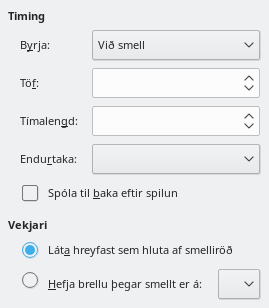 Timing
Byrja:
Við smell
Töf:
Tímalengd:
Endurtaka:
Spóla til baka eftir spilun
Vekjari
Láta hreyfast sem hluta af smelliröð
Hefja brellu þegar smellt er á: